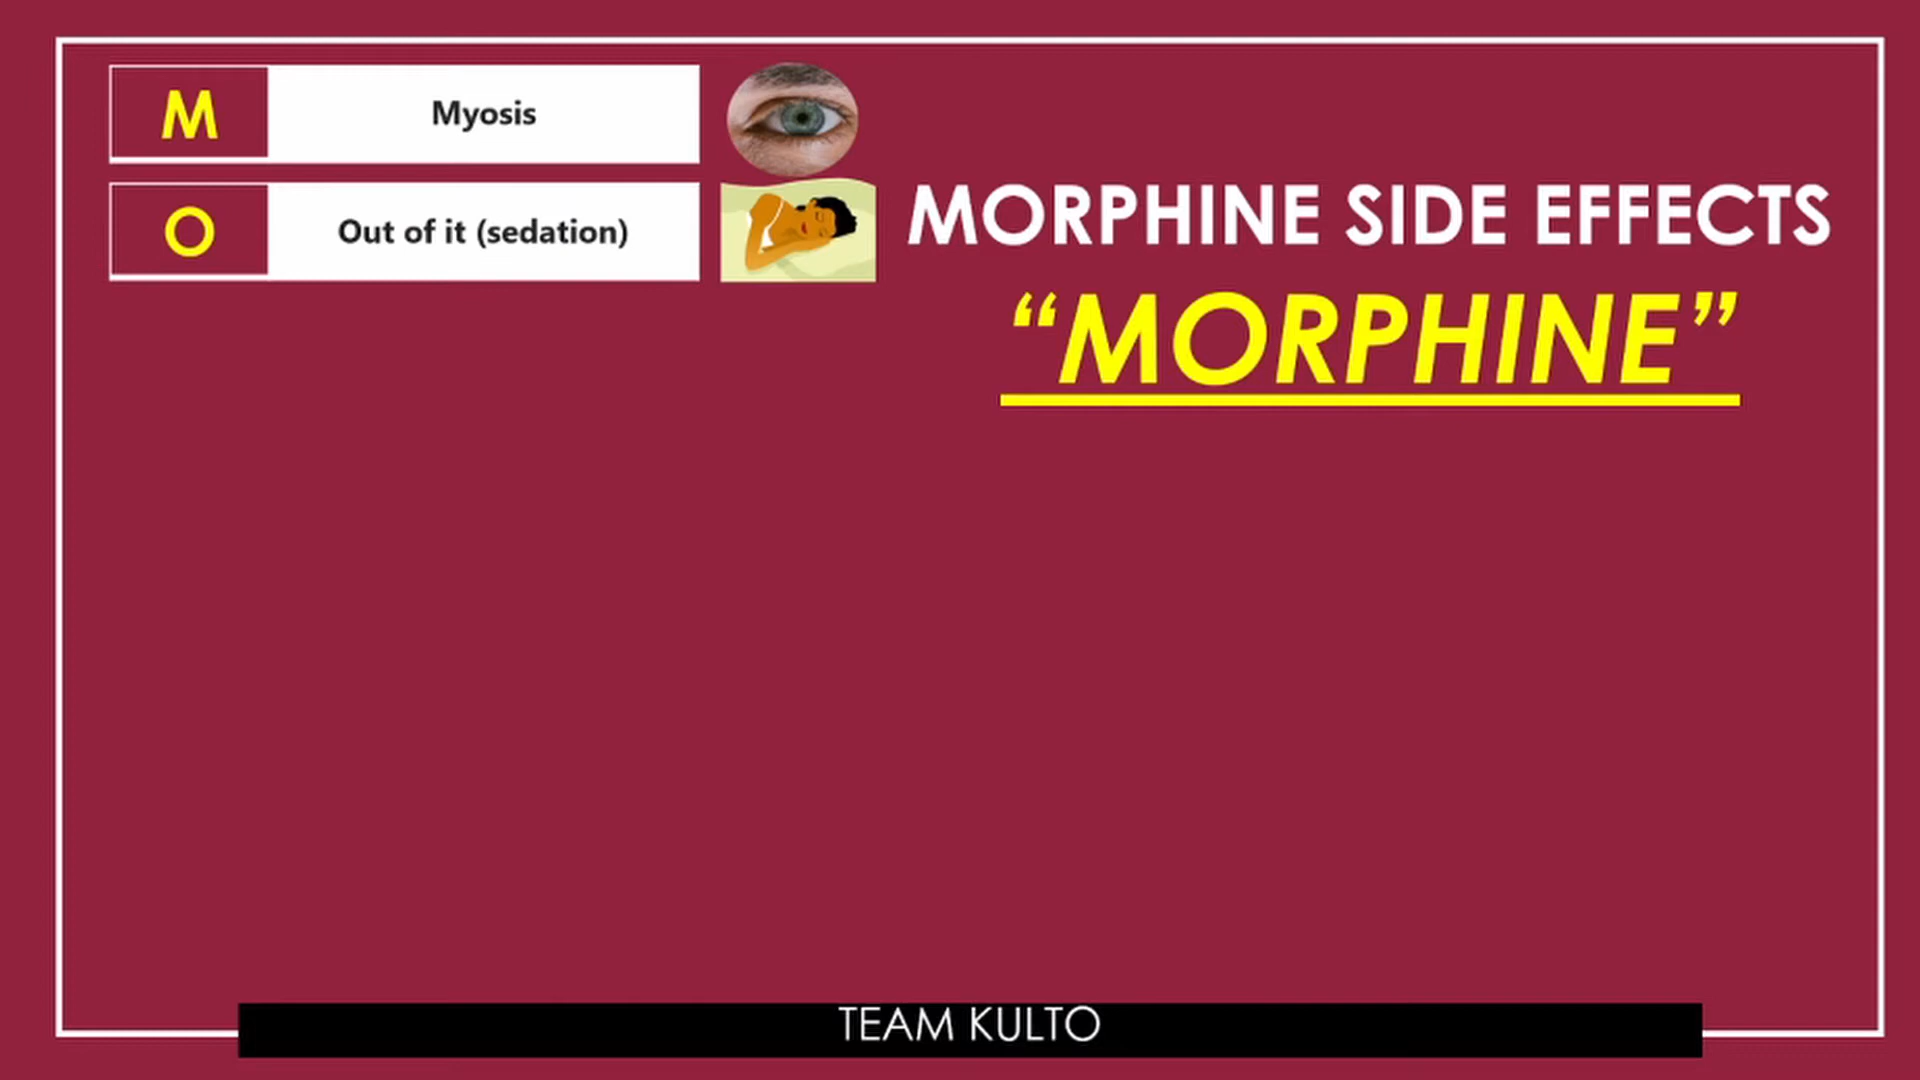 M Myosis
O Out of it (sedation)
MORPHINE SIDE EFFECTS
“MORPHINE”
TEAM KULTO